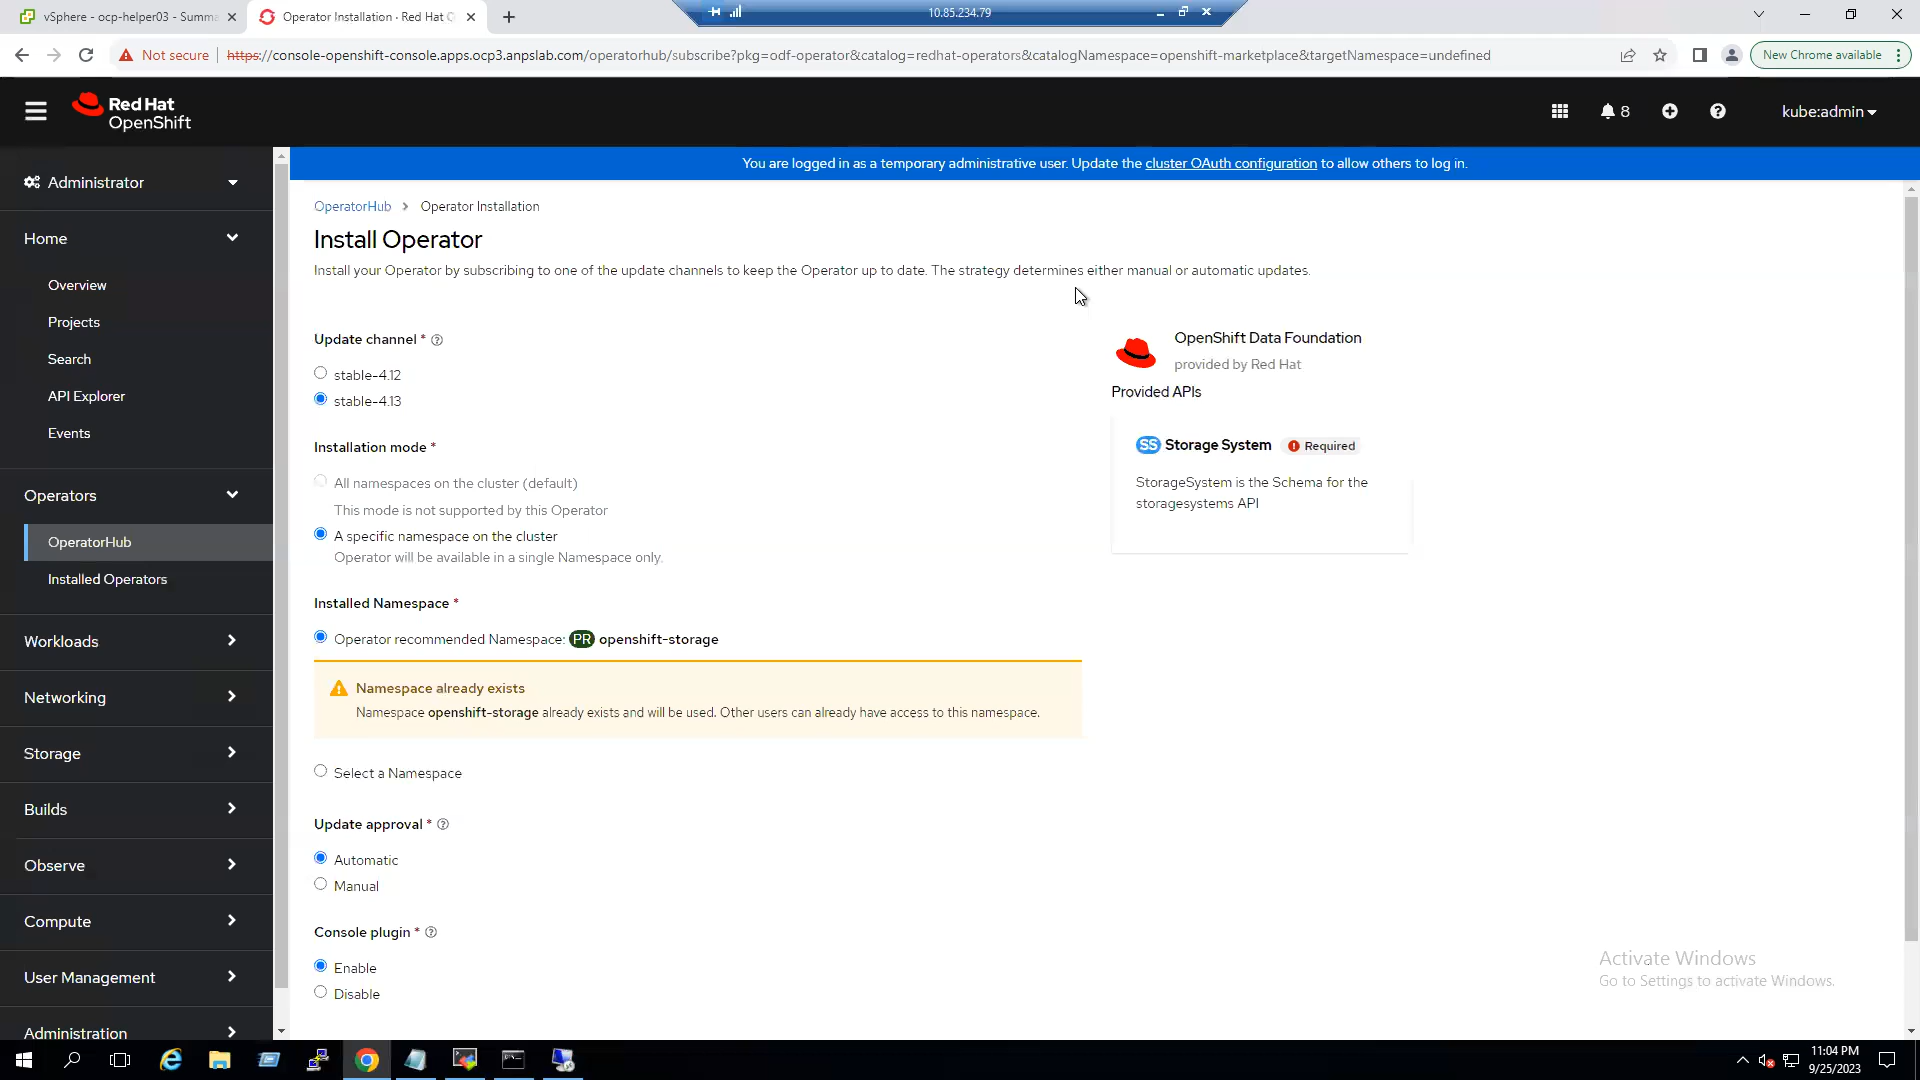 vSphere - ocp-helper03 - Summa
Operator Installation · Red Hat O
10.85.234.79
Not secure
https://console-openshift-console.apps.ocp3.anpslab.com/operatorhub/subscribe?pkg=odf-operator&catalog=redhat-operators&catalogNamespace=openshift-marketplace&targetNamespace=undefined
New Chrome available
Red Hat
OpenShift
8
kube:admin
You are logged in as a temporary administrative user. Update the cluster OAuth configuration to allow others to log in.
Administrator
Home
Overview
Projects
Search
API Explorer
Events
Operators
OperatorHub
Installed Operators
Workloads
Networking
Storage
Builds
Observe
Compute
User Management
Administration
OperatorHub
Operator Installation
Install Operator
Install your Operator by subscribing to one of the update channels to keep the Operator up to date. The strategy determines either manual or automatic updates.
Update channel *
stable-4.12
stable-4.13
Installation mode *
All namespaces on the cluster (default)
This mode is not supported by this Operator
A specific namespace on the cluster
Operator will be available in a single Namespace only.
Installed Namespace *
Operator recommended Namespace: PR openshift-storage
Namespace already exists
Namespace openshift-storage already exists and will be used. Other users can already have access to this namespace.
Select a Namespace
Update approval *
Automatic
Manual
Console plugin *
Enable
Disable
OpenShift Data Foundation
provided by Red Hat
Provided APIs
SS Storage System
Required
StorageSystem is the Schema for the
storagesystems API
Activate Windows
Go to Settings to activate Windows.
11:04 PM
9/25/2023